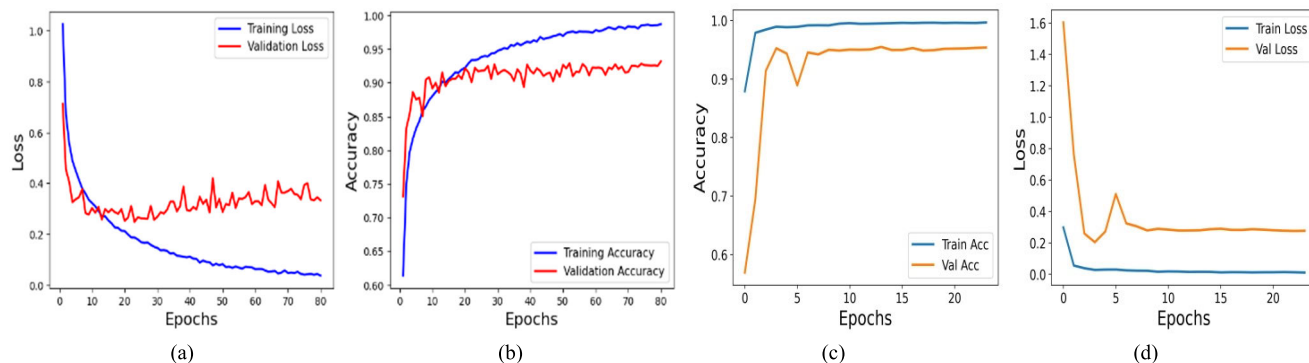 Training Loss
Validation Loss
1.0
0.8
0.6
0.4
0.2
0.0
0 10 20 30 40 50 60 70 80
Loss
Epochs
(a)
1.00
0.95
0.90
0.85
0.80
0.75
0.70
0.65
0.60
Accuracy
Training Accuracy
Validation Accuracy
0 10 20 30 40 50 60 70 80
Epochs
(b)
1.0
0.9
0.8
0.7
0.6
Accuracy
Train Acc
Val Acc
0 5 10 15 20
Epochs
(c)
Train Loss
Val Loss
1.6
1.4
1.2
1.0
0.8
0.6
0.4
0.2
0.0
Loss
0 5 10 15 20
Epochs
(d)